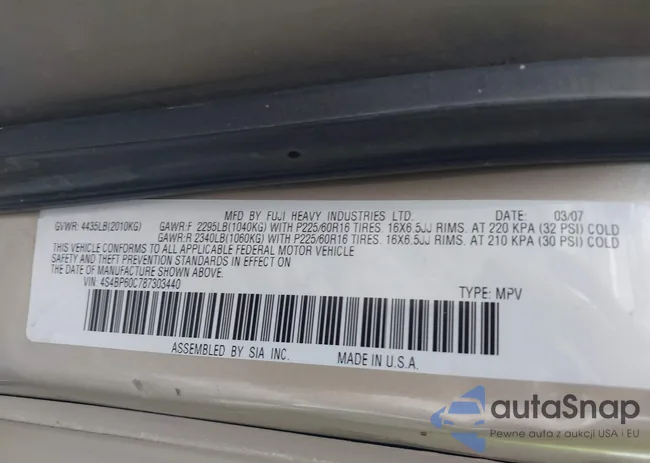 MFD BY FUJI HEAVY INDUSTRIES LTD. DATE: 03/07
GVWR: 4435LB(2010KG) GAWR:F 2295LB(1040KG) WITH P225/60R16 TIRES. 16X6.5JJ RIMS. AT 220 KPA (32 PSI) COLD
GAWR:R 2340LB(1060KG) WITH P225/60R16 TIRES. 16X6.5JJ RIMS. AT 210 KPA (30 PSI) COLD
THIS VEHICLE CONFORMS TO ALL APPLICABLE FEDERAL MOTOR VEHICLE
SAFETY AND THEFT PREVENTION STANDARDS IN EFFECT ON
THE DATE OF MANUFACTURE SHOWN ABOVE.
VIN: 4S4BP60C787303440 TYPE: MPV
ASSEMBLED BY SIA INC. MADE IN U.S.A.
autaSnap
Pewne auta z aukcji USA i EU